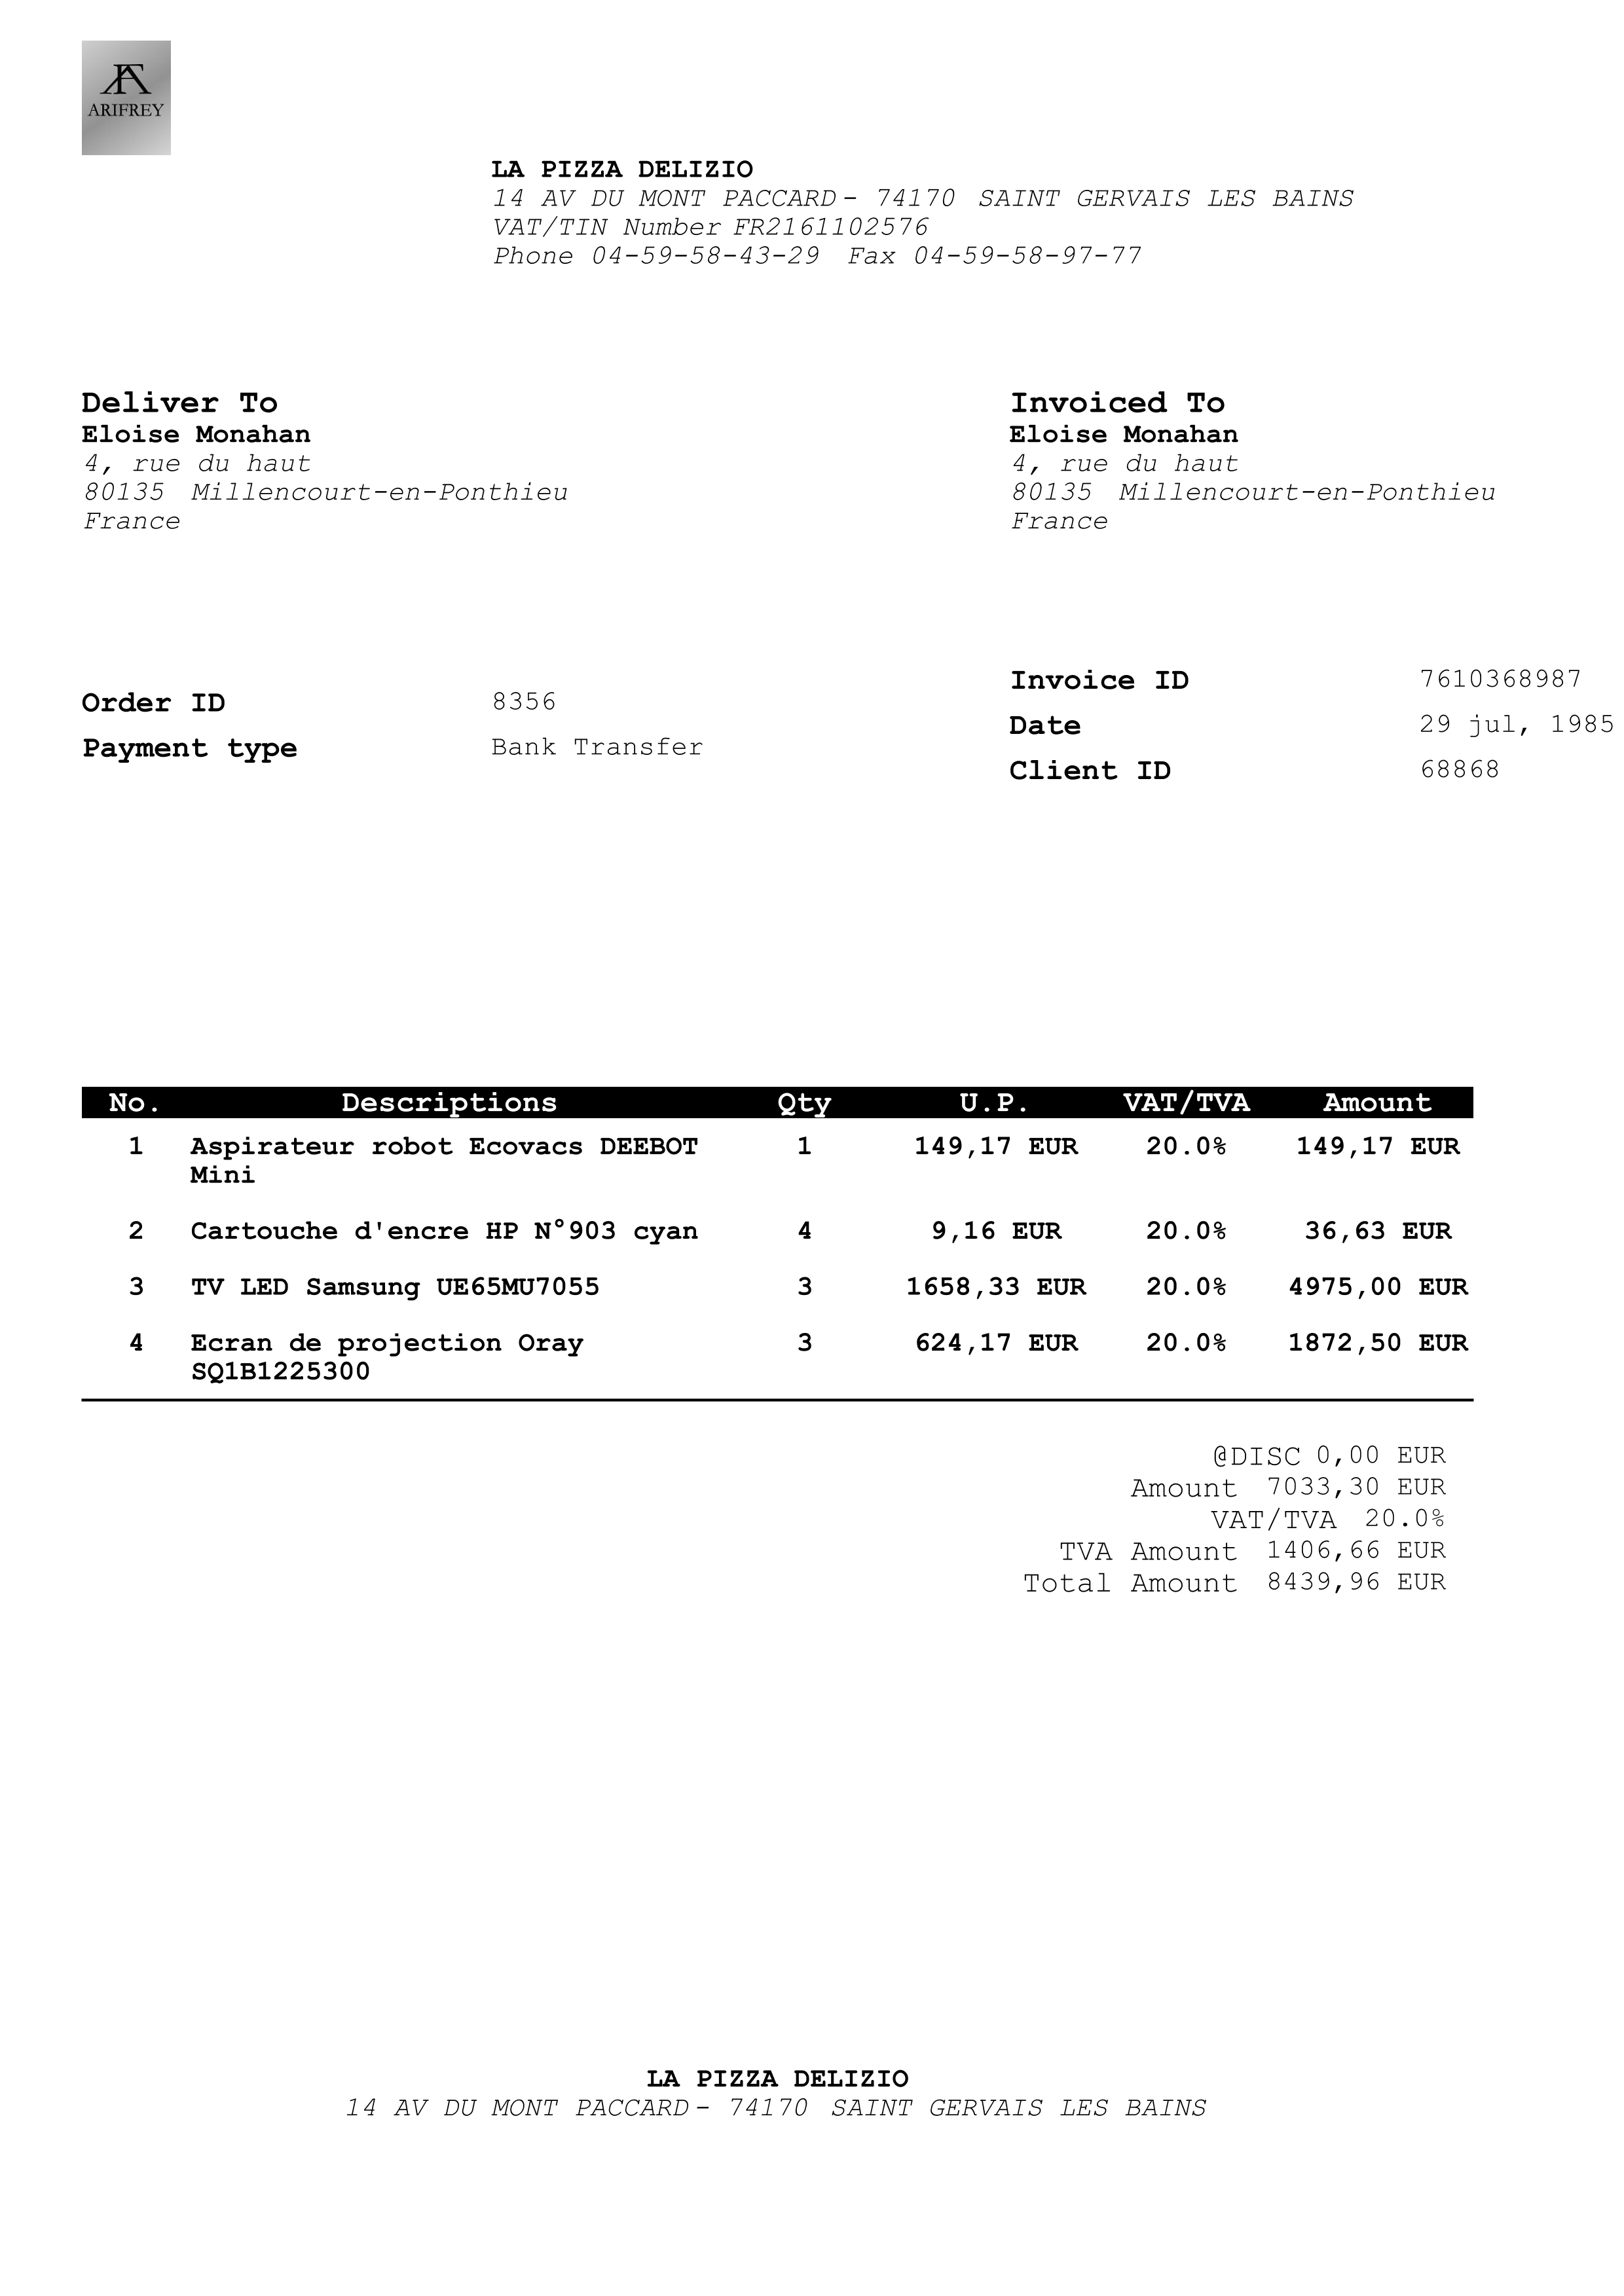 ARIFREY
LA PIZZA DELIZIO
14 AV DU MONT PACCARD - 74170 SAINT GERVAIS LES BAINS
VAT/TIN Number FR2161102576
Phone 04-59-58-43-29 Fax 04-59-58-97-77
Deliver To
Eloise Monahan
4, rue du haut
80135 Millencourt-en-Ponthieu
France
Invoiced To
Eloise Monahan
4, rue du haut
80135 Millencourt-en-Ponthieu
France
Order ID 8356
Payment type Bank Transfer
Invoice ID 7610368987
Date 29 jul, 1985
Client ID 68868
No. Descriptions Qty U.P. VAT/TVA Amount
1 Aspirateur robot Ecovacs DEEBOT 1 149,17 EUR 20.0% 149,17 EUR
Mini
2 Cartouche d'encre HP N°903 cyan 4 9,16 EUR 20.0% 36,63 EUR
3 TV LED Samsung UE65MU7055 3 1658,33 EUR 20.0% 4975,00 EUR
4 Ecran de projection Oray 3 624,17 EUR 20.0% 1872,50 EUR
SQ1B1225300
@DISC 0,00 EUR
Amount 7033,30 EUR
VAT/TVA 20.0%
TVA Amount 1406,66 EUR
Total Amount 8439,96 EUR
LA PIZZA DELIZIO
14 AV DU MONT PACCARD - 74170 SAINT GERVAIS LES BAINS